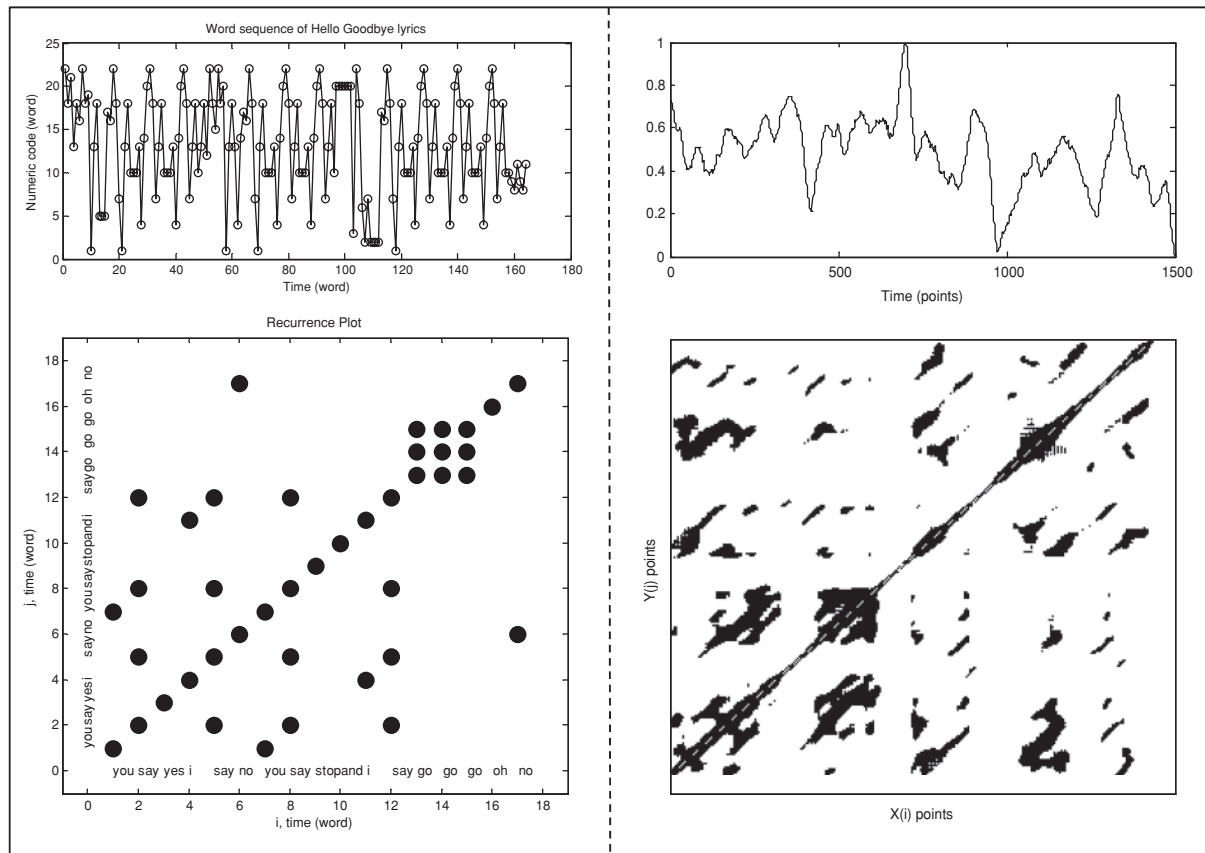 Word sequence of Hello Goodbye lyrics
25
20
15
10
5
0
Numeric code (word)
0 20 40 60 80 100 120 140 160 180
Time (word)
1
0.8
0.6
0.4
0.2
0
0 500 1000 1500
Time (points)
Recurrence Plot
18
16
14
12
10
8
6
4
2
0
j, time (word)
you say yes i say no you say stopand i say go go go oh no
you say yes i say no you say stopand i say go go go oh no
0 2 4 6 8 10 12 14 16 18
i, time (word)
Y(j) points
X(i) points